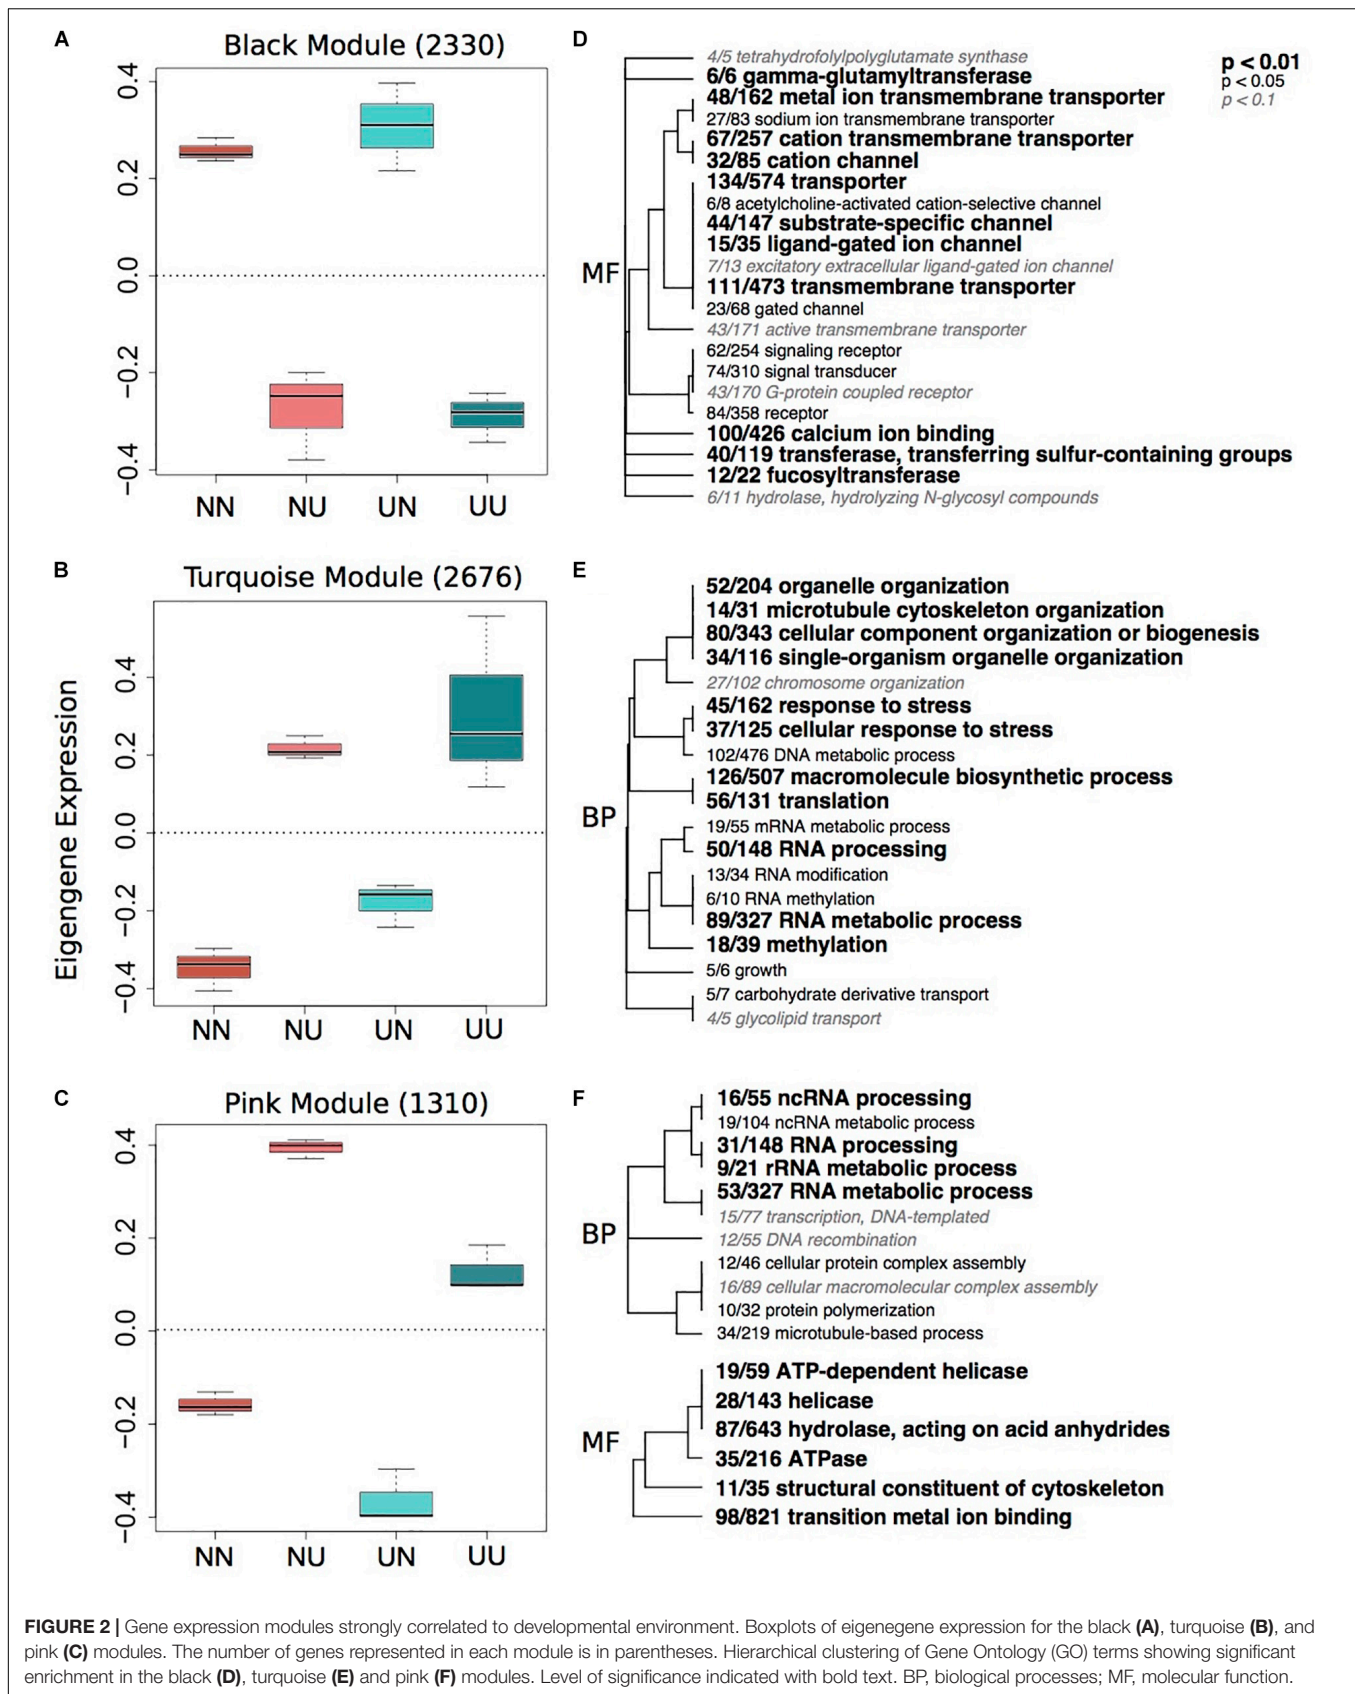 A
Black Module (2330)
0.4
0.2
0.0
−0.2
−0.4
NN NU UN UU
D
4/5 tetrahydrofolylpolyglutamate synthase
6/6 gamma-glutamyltransferase
48/162 metal ion transmembrane transporter
27/83 sodium ion transmembrane transporter
67/257 cation transmembrane transporter
32/85 cation channel
134/574 transporter
6/8 acetylcholine-activated cation-selective channel
44/147 substrate-specific channel
15/35 ligand-gated ion channel
7/13 excitatory extracellular ligand-gated ion channel
111/473 transmembrane transporter
23/68 gated channel
43/171 active transmembrane transporter
62/254 signaling receptor
74/310 signal transducer
43/170 G-protein coupled receptor
84/358 receptor
100/426 calcium ion binding
40/119 transferase, transferring sulfur-containing groups
12/22 fucosyltransferase
6/11 hydrolase, hydrolyzing N-glycosyl compounds
MF
p < 0.01
p < 0.05
p < 0.1
B
Turquoise Module (2676)
Eigengene Expression
0.4
0.2
0.0
−0.2
−0.4
NN NU UN UU
E
52/204 organelle organization
14/31 microtubule cytoskeleton organization
80/343 cellular component organization or biogenesis
34/116 single-organism organelle organization
27/102 chromosome organization
45/162 response to stress
37/125 cellular response to stress
102/476 DNA metabolic process
126/507 macromolecule biosynthetic process
56/131 translation
19/55 mRNA metabolic process
50/148 RNA processing
13/34 RNA modification
6/10 RNA methylation
89/327 RNA metabolic process
18/39 methylation
5/6 growth
5/7 carbohydrate derivative transport
4/5 glycolipid transport
BP
C
Pink Module (1310)
0.4
0.2
0.0
−0.2
−0.4
NN NU UN UU
F
16/55 ncRNA processing
19/104 ncRNA metabolic process
31/148 RNA processing
9/21 rRNA metabolic process
53/327 RNA metabolic process
15/77 transcription, DNA-templated
12/55 DNA recombination
12/46 cellular protein complex assembly
16/89 cellular macromolecular complex assembly
10/32 protein polymerization
34/219 microtubule-based process
BP
19/59 ATP-dependent helicase
28/143 helicase
87/643 hydrolase, acting on acid anhydrides
35/216 ATPase
11/35 structural constituent of cytoskeleton
98/821 transition metal ion binding
MF
FIGURE 2 | Gene expression modules strongly correlated to developmental environment. Boxplots of eigenegene expression for the black (A), turquoise (B), and
pink (C) modules. The number of genes represented in each module is in parentheses. Hierarchical clustering of Gene Ontology (GO) terms showing significant
enrichment in the black (D), turquoise (E) and pink (F) modules. Level of significance indicated with bold text. BP, biological processes; MF, molecular function.